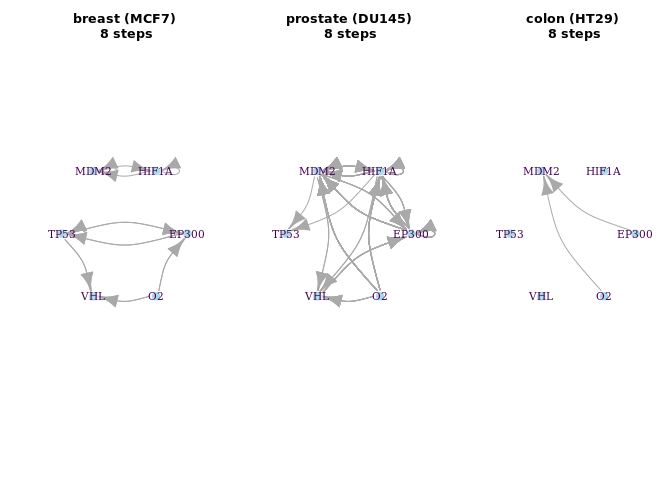 breast (MCF7)
8 steps
prostate (DU145)
8 steps
colon (HT29)
8 steps
MDM2
HIF1A
TP53
EP300
VHL
O2
MDM2
HIF1A
TP53
EP300
VHL
O2
MDM2
HIF1A
TP53
EP300
VHL
O2